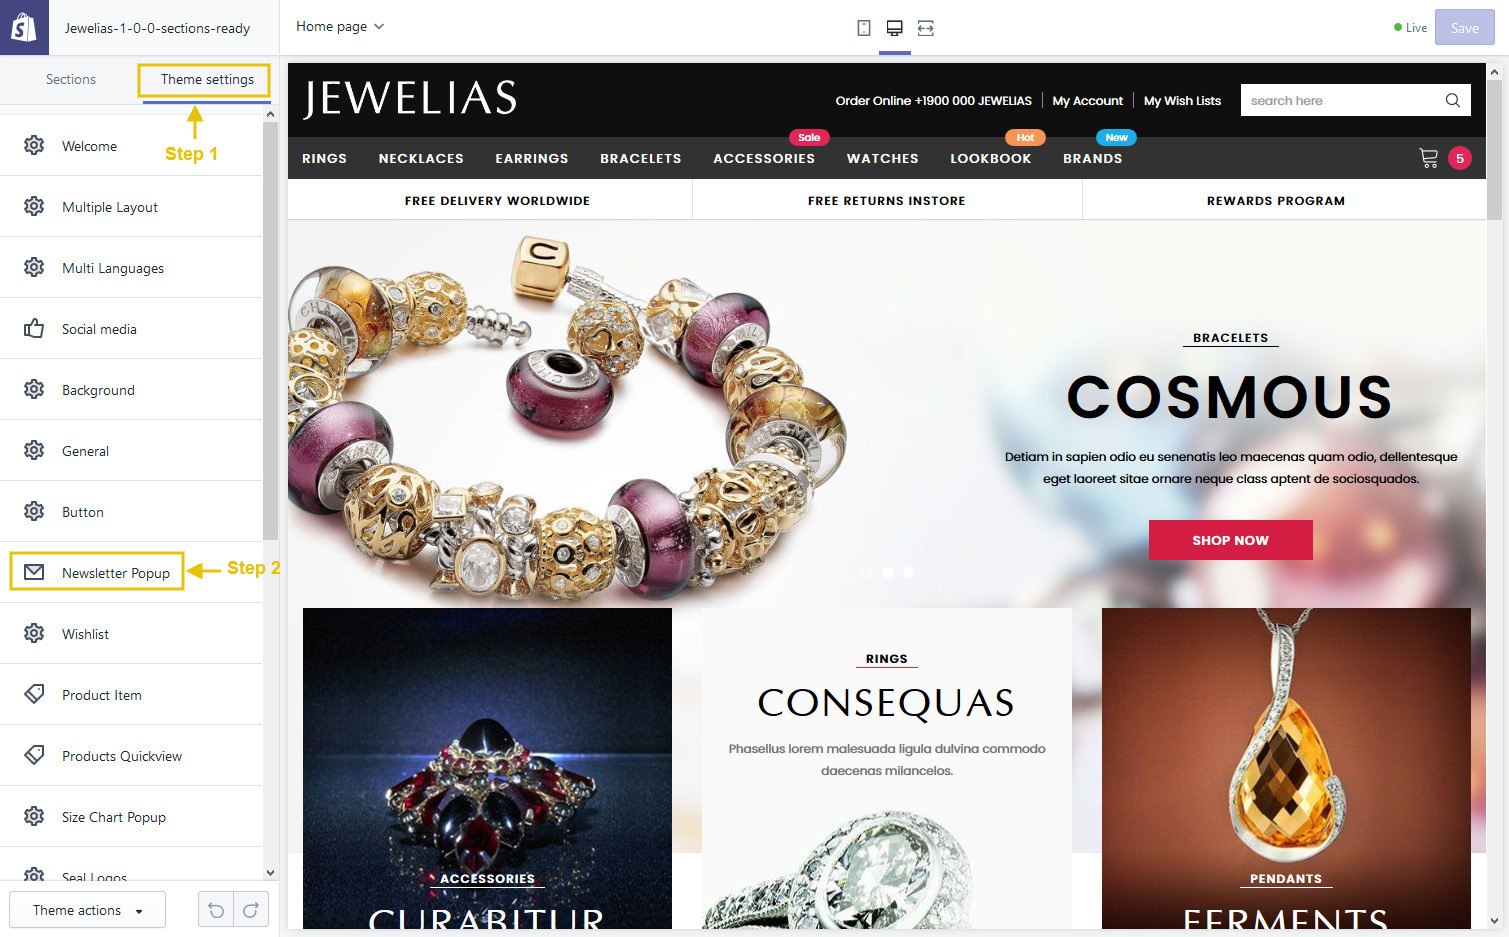 Jewelias-1-0-0-sections-ready
Home page
Live
Save
Sections
Theme settings
Step 1
Welcome
Multiple Layout
Multi Languages
Social media
Background
General
Button
Newsletter Popup
Step 2
Wishlist
Product Item
Products Quickview
Size Chart Popup
Seal Logos
Theme actions
JEWELIAS
Order Online +1900 000 JEWELIAS
My Account
My Wish Lists
search here
Sale
Hot
New
RINGS
NECKLACES
EARRINGS
BRACELETS
ACCESSORIES
WATCHES
LOOKBOOK
BRANDS
5
FREE DELIVERY WORLDWIDE
FREE RETURNS INSTORE
REWARDS PROGRAM
BRACELETS
COSMOUS
Detiam in sapien odio eu senenatis leo maecenas quam odio, dellentesque
eget laoreet sitae ornare neque class aptent de sociosquados.
SHOP NOW
ACCESSORIES
CURABITUR
RINGS
CONSEQUAS
Phasellus lorem malesuada ligula dulvina commodo
daecenas milancelos.
PENDANTS
FERMENTS